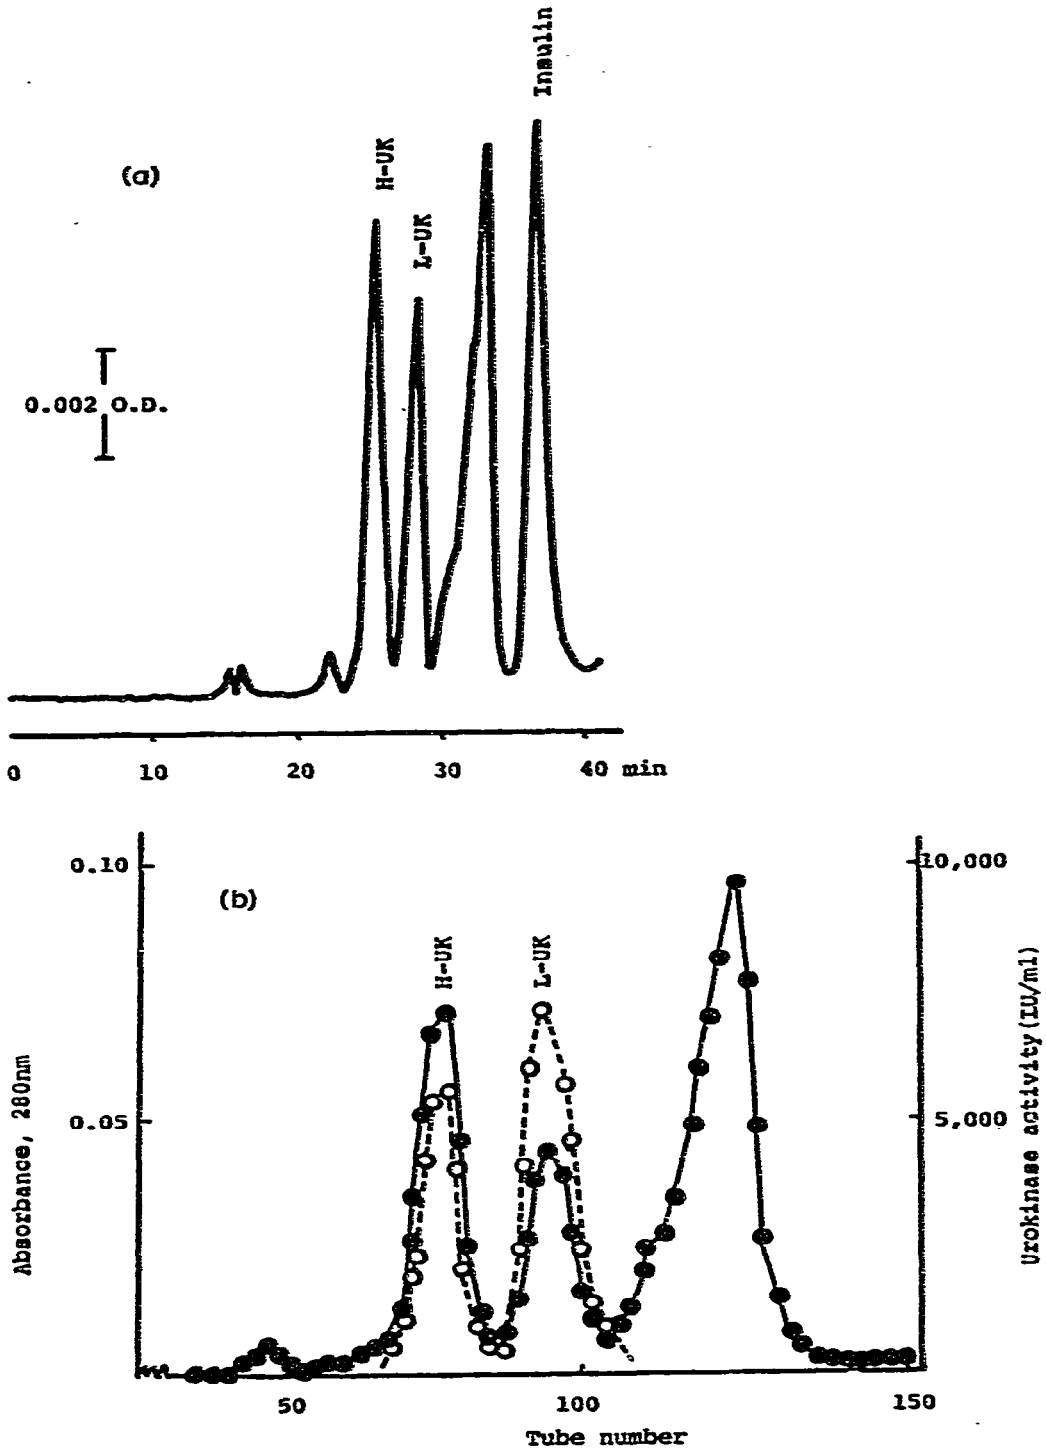 Insulin
H-UK
(a)
L-UK
0.002 O.D.
0 10 20 30 40 min
0.10
10,000
(b)
H-UK
L-UK
Absorbance, 280nm
0.05
5,000
Urokinase activity(IU/ml)
50 100 150
Tube number